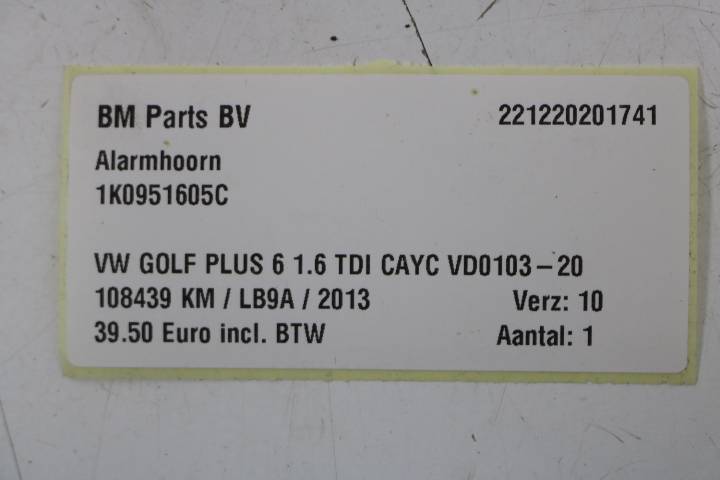 BM Parts BV 221220201741
Alarmhoorn
1K0951605C
VW GOLF PLUS 6 1.6 TDI CAYC VD0103-20
108439 KM / LB9A / 2013 Verz: 10
39.50 Euro incl. BTW Aantal: 1